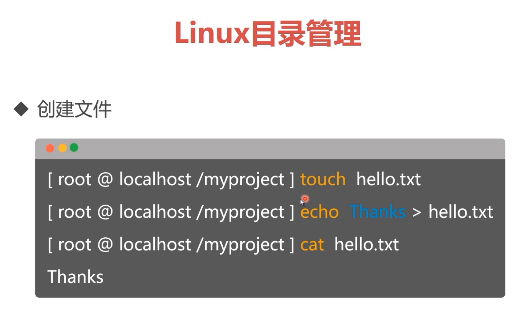 Linux目录管理
◆ 创建文件
[ root @ localhost /myproject ] touch hello.txt
[ root @ localhost /myproject ] echo Thanks > hello.txt
[ root @ localhost /myproject ] cat hello.txt
Thanks